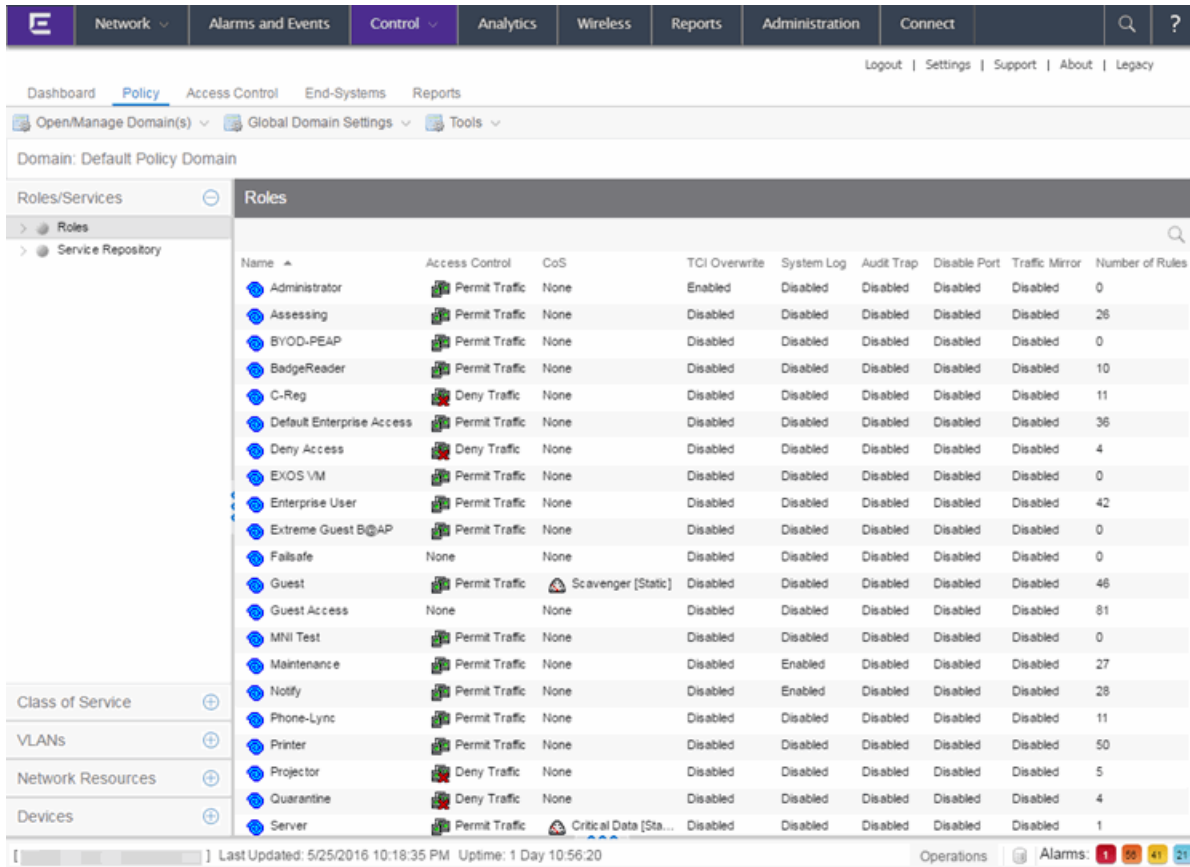 E Network Alarms and Events Control Analytics Wireless Reports Administration Connect ?
Logout | Settings | Support | About | Legacy
Dashboard Policy Access Control End-Systems Reports
Open/Manage Domain(s) Global Domain Settings Tools
Domain: Default Policy Domain
Roles/Services
Roles
Service Repository
Class of Service
VLANs
Network Resources
Devices
Roles
Name Access Control CoS TCI Overwrite System Log Audit Trap Disable Port Traffic Mirror Number of Rules
Administrator Permit Traffic None Enabled Disabled Disabled Disabled Disabled 0
Assessing Permit Traffic None Disabled Disabled Disabled Disabled Disabled 26
BYOD-PEAP Permit Traffic None Disabled Disabled Disabled Disabled Disabled 0
BadgeReader Permit Traffic None Disabled Disabled Disabled Disabled Disabled 10
C-Reg Deny Traffic None Disabled Disabled Disabled Disabled Disabled 11
Default Enterprise Access Permit Traffic None Disabled Disabled Disabled Disabled Disabled 36
Deny Access Deny Traffic None Disabled Disabled Disabled Disabled Disabled 4
EXOS VM Permit Traffic None Disabled Disabled Disabled Disabled Disabled 0
Enterprise User Permit Traffic None Disabled Disabled Disabled Disabled Disabled 42
Extreme Guest B@AP Permit Traffic None Disabled Disabled Disabled Disabled Disabled 0
Failsafe None None Disabled Disabled Disabled Disabled Disabled 0
Guest Permit Traffic Scavenger [Static] Disabled Disabled Disabled Disabled Disabled 46
Guest Access None None Disabled Disabled Disabled Disabled Disabled 81
MNI Test Permit Traffic None Disabled Disabled Disabled Disabled Disabled 0
Maintenance Permit Traffic None Disabled Enabled Disabled Disabled Disabled 27
Notify Permit Traffic None Disabled Enabled Disabled Disabled Disabled 28
Phone-Lync Permit Traffic None Disabled Disabled Disabled Disabled Disabled 11
Printer Permit Traffic None Disabled Disabled Disabled Disabled Disabled 50
Projector Deny Traffic None Disabled Disabled Disabled Disabled Disabled 5
Quarantine Deny Traffic None Disabled Disabled Disabled Disabled Disabled 4
Server Permit Traffic Critical Data [Sta... Disabled Disabled Disabled Disabled Disabled 1
[ ] Last Updated: 5/25/2016 10:18:35 PM Uptime: 1 Day 10:56:20 Operations Alarms: 1 41 21